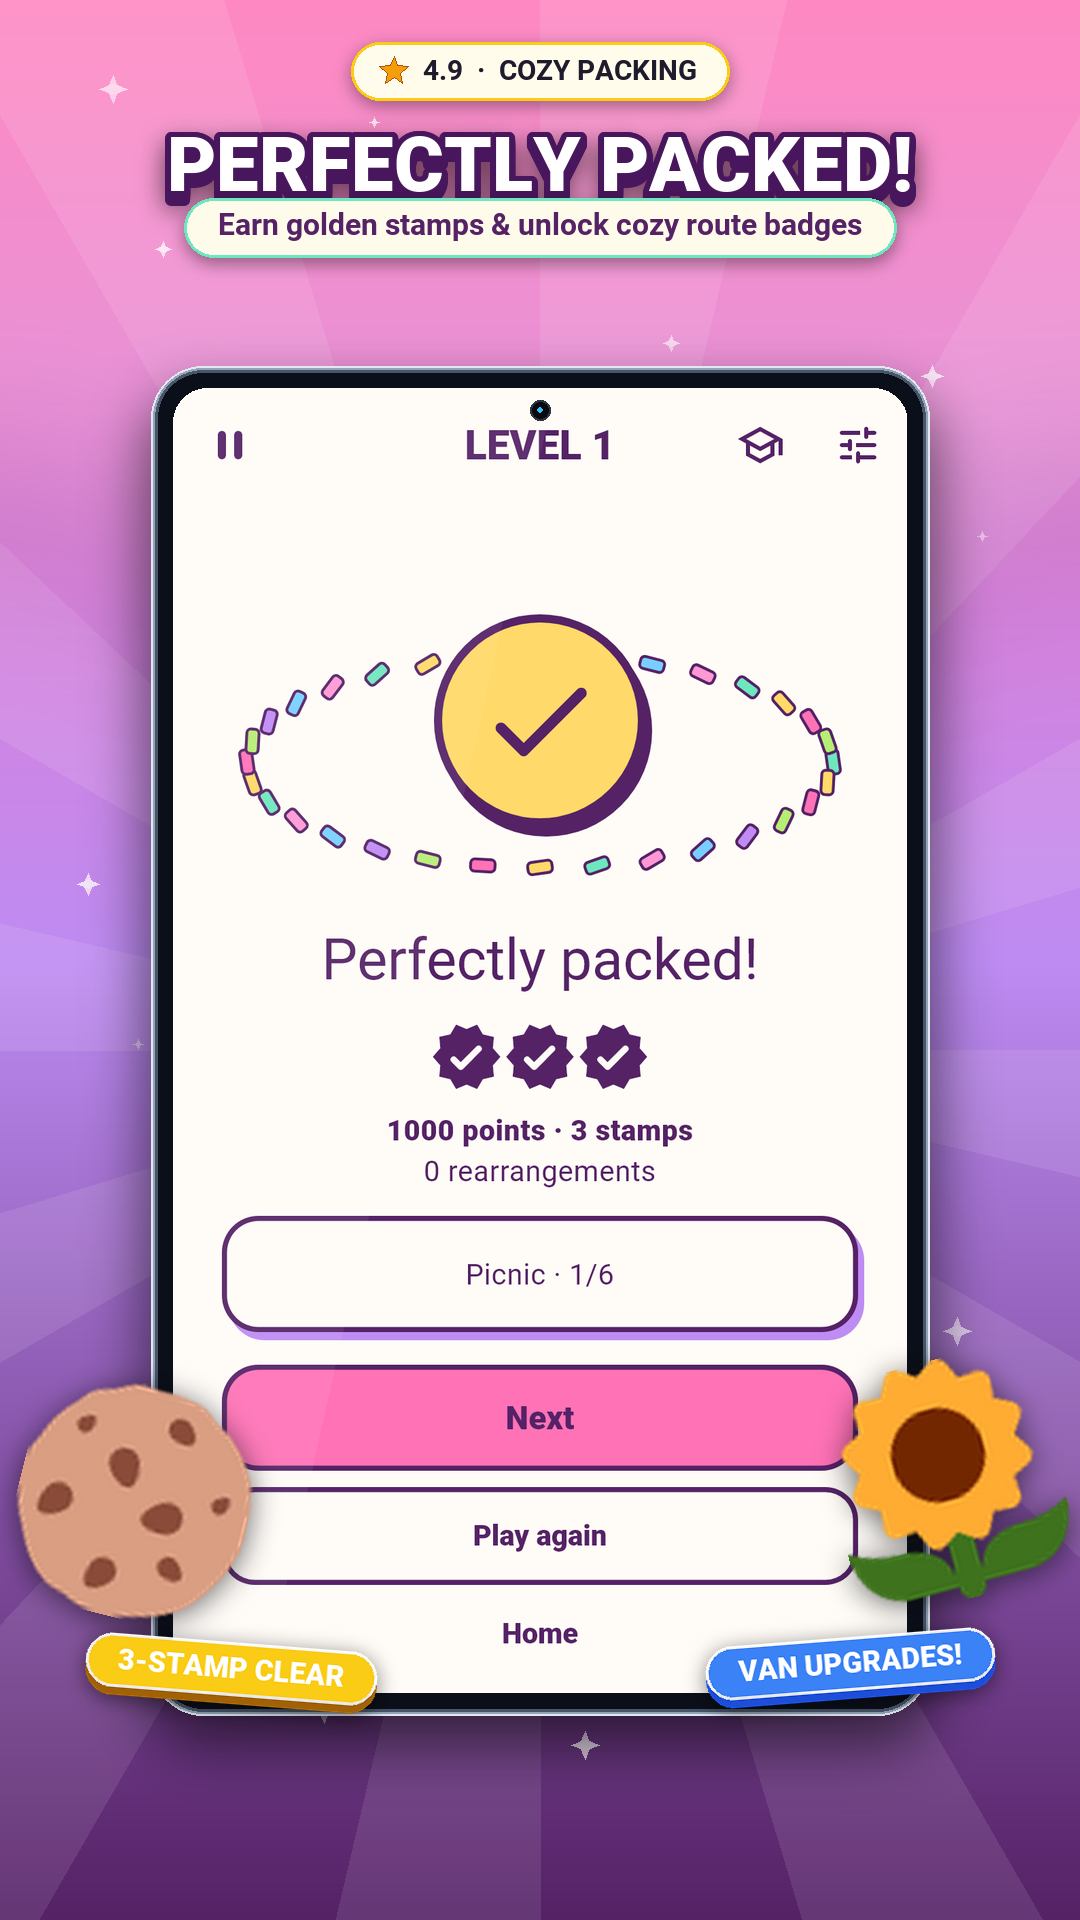 4.9 · COZY PACKING
PERFECTLY PACKED!
Earn golden stamps & unlock cozy route badges
LEVEL 1
Perfectly packed!
1000 points · 3 stamps
0 rearrangements
Picnic · 1/6
Next
Play again
Home
3-STAMP CLEAR
VAN UPGRADES!